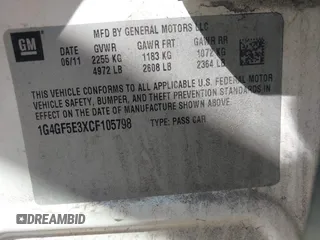 GM
MFD BY GENERAL MOTORS LLC
06/11
GVWR GAWR FRT GAWR RR
2255 KG 1183 KG 1072 KG
4972 LB 2608 LB 2364 LB
THIS VEHICLE CONFORMS TO ALL APPLICABLE U.S. FEDERAL MOTOR VEHICLE
SAFETY, BUMPER, AND THEFT PREVENTION STANDARDS IN
EFFECT ON THE DATE OF MANUFACTURE SHOWN ABOVE.
1G4GF5E3XCF105798 TYPE: PASS CAR
DREAMBID